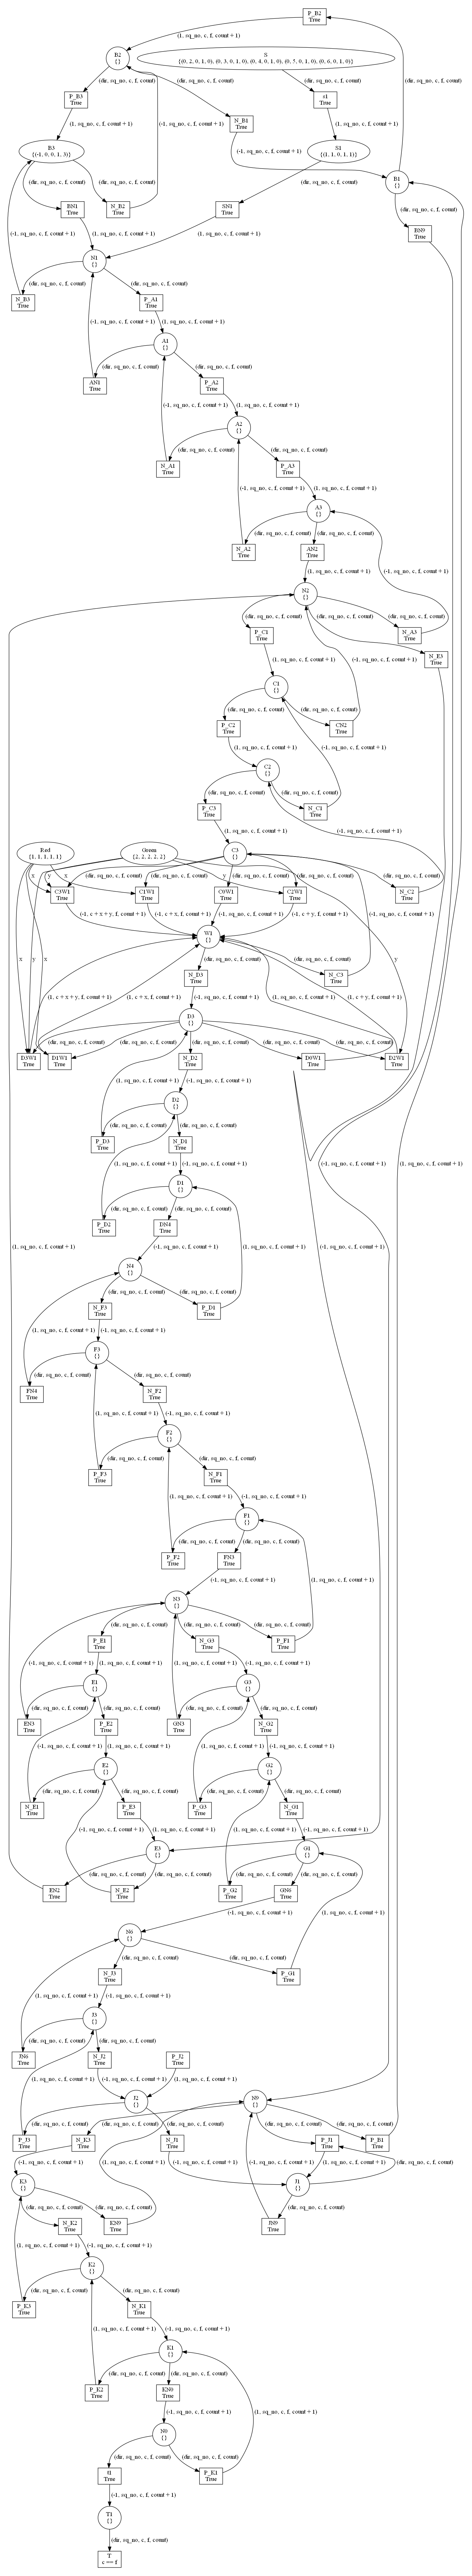 P_B2
True
(1, sq_no, c, f, count + 1)
B2
{}
S
{(0, 2, 0, 1, 0), (0, 3, 0, 1, 0), (0, 4, 0, 1, 0), (0, 7, 0, 1, 0), (0, 6, 0, 1, 0)}
(dir, sq_no, c, f, count)
(dir, sq_no, c, f, count)
(dir, sq_no, c, f, count)
(dir, sq_no, c, f, count)
P_B3
True
s1
True
N_B1
True
(1, sq_no, c, f, count + 1)
(-1, sq_no, c, f, count + 1)
(1, sq_no, c, f, count + 1)
(-1, sq_no, c, f, count + 1)
B3
{(-1, 0, 0, 1, 3)}
S1
{(1, 1, 0, 1, 1)}
B1
{}
(dir, sq_no, c, f, count)
(dir, sq_no, c, f, count)
(dir, sq_no, c, f, count)
(dir, sq_no, c, f, count)
BN1
True
N_B2
True
SN1
True
BN9
True
(-1, sq_no, c, f, count + 1)
(1, sq_no, c, f, count + 1)
(1, sq_no, c, f, count + 1)
N1
{}
(dir, sq_no, c, f, count)
(dir, sq_no, c, f, count)
N_B3
True
P_A1
True
(-1, sq_no, c, f, count + 1)
(1, sq_no, c, f, count + 1)
A1
{}
(dir, sq_no, c, f, count)
(dir, sq_no, c, f, count)
AN1
True
P_A2
True
(-1, sq_no, c, f, count + 1)
(1, sq_no, c, f, count + 1)
A2
{}
(dir, sq_no, c, f, count)
(dir, sq_no, c, f, count)
N_A1
True
P_A3
True
(-1, sq_no, c, f, count + 1)
(1, sq_no, c, f, count + 1)
A3
{}
(dir, sq_no, c, f, count)
(dir, sq_no, c, f, count)
N_A2
True
AN2
True
(1, sq_no, c, f, count + 1)
(-1, sq_no, c, f, count + 1)
N2
{}
(dir, sq_no, c, f, count)
(dir, sq_no, c, f, count)
(dir, sq_no, c, f, count)
P_C1
True
N_A3
True
N_E3
True
(1, sq_no, c, f, count + 1)
(-1, sq_no, c, f, count + 1)
C1
{}
(dir, sq_no, c, f, count)
(dir, sq_no, c, f, count)
P_C2
True
CN2
True
(1, sq_no, c, f, count + 1)
(-1, sq_no, c, f, count + 1)
C2
{}
(dir, sq_no, c, f, count)
(dir, sq_no, c, f, count)
P_C3
True
N_C1
True
(1, sq_no, c, f, count + 1)
(-1, sq_no, c, f, count + 1)
Red
[1, 1, 1, 1, 1]
Green
[2, 2, 2, 2, 2]
C3
{}
x
x
y
(dir, sq_no, c, f, count)
(dir, sq_no, c, f, count)
(dir, sq_no, c, f, count)
y
(dir, sq_no, c, f, count)
(dir, sq_no, c, f, count)
C3W1
True
C1W1
True
C0W1
True
C2W1
True
N_C2
True
(-1, c + x + y, f, count + 1)
(-1, c + x, f, count + 1)
(-1, sq_no, c, f, count + 1)
(-1, c + y, f, count + 1)
(-1, sq_no, c, f, count + 1)
W1
{}
x
y
x
(dir, sq_no, c, f, count)
(dir, sq_no, c, f, count)
y
N_D3
True
N_C3
True
(1, c + x + y, f, count + 1)
(1, c + x, f, count + 1)
(-1, sq_no, c, f, count + 1)
(1, sq_no, c, f, count + 1)
(1, c + y, f, count + 1)
D3
{}
(dir, sq_no, c, f, count)
(dir, sq_no, c, f, count)
(dir, sq_no, c, f, count)
(dir, sq_no, c, f, count)
(dir, sq_no, c, f, count)
D3W1
True
D1W1
True
N_D2
True
D0W1
True
D2W1
True
(1, sq_no, c, f, count + 1)
(-1, sq_no, c, f, count + 1)
(-1, sq_no, c, f, count + 1)
D2
{}
(dir, sq_no, c, f, count)
(dir, sq_no, c, f, count)
P_D3
True
N_D1
True
(1, sq_no, c, f, count + 1)
(-1, sq_no, c, f, count + 1)
(1, sq_no, c, f, count + 1)
D1
{}
(dir, sq_no, c, f, count)
(dir, sq_no, c, f, count)
P_D2
True
DN4
True
(1, sq_no, c, f, count + 1)
(-1, sq_no, c, f, count + 1)
(1, sq_no, c, f, count + 1)
(-1, sq_no, c, f, count + 1)
N4
{}
(dir, sq_no, c, f, count)
(dir, sq_no, c, f, count)
N_F3
True
P_D1
True
(1, sq_no, c, f, count + 1)
(-1, sq_no, c, f, count + 1)
F3
{}
(dir, sq_no, c, f, count)
(dir, sq_no, c, f, count)
FN4
True
N_F2
True
(1, sq_no, c, f, count + 1)
(-1, sq_no, c, f, count + 1)
F2
{}
(dir, sq_no, c, f, count)
(dir, sq_no, c, f, count)
P_F3
True
N_F1
True
(1, sq_no, c, f, count + 1)
(-1, sq_no, c, f, count + 1)
F1
{}
(dir, sq_no, c, f, count)
(dir, sq_no, c, f, count)
P_F2
True
FN3
True
(-1, sq_no, c, f, count + 1)
(1, sq_no, c, f, count + 1)
N3
{}
(dir, sq_no, c, f, count)
(dir, sq_no, c, f, count)
(dir, sq_no, c, f, count)
P_E1
True
N_G3
True
P_F1
True
(-1, sq_no, c, f, count + 1)
(1, sq_no, c, f, count + 1)
(1, sq_no, c, f, count + 1)
(-1, sq_no, c, f, count + 1)
E1
{}
G3
{}
(dir, sq_no, c, f, count)
(dir, sq_no, c, f, count)
(dir, sq_no, c, f, count)
(dir, sq_no, c, f, count)
EN3
True
P_E2
True
GN3
True
N_G2
True
(-1, sq_no, c, f, count + 1)
(1, sq_no, c, f, count + 1)
(1, sq_no, c, f, count + 1)
(-1, sq_no, c, f, count + 1)
E2
{}
G2
{}
(dir, sq_no, c, f, count)
(dir, sq_no, c, f, count)
(dir, sq_no, c, f, count)
(dir, sq_no, c, f, count)
N_E1
True
P_E3
True
P_G3
True
N_G1
True
(-1, sq_no, c, f, count + 1)
(1, sq_no, c, f, count + 1)
(1, sq_no, c, f, count + 1)
(-1, sq_no, c, f, count + 1)
E3
{}
G1
{}
(dir, sq_no, c, f, count)
(dir, sq_no, c, f, count)
(dir, sq_no, c, f, count)
(dir, sq_no, c, f, count)
EN2
True
N_E2
True
P_G2
True
GN6
True
(-1, sq_no, c, f, count + 1)
(1, sq_no, c, f, count + 1)
N6
{}
(dir, sq_no, c, f, count)
(dir, sq_no, c, f, count)
N_J3
True
P_G1
True
(1, sq_no, c, f, count + 1)
(-1, sq_no, c, f, count + 1)
J3
{}
(dir, sq_no, c, f, count)
(dir, sq_no, c, f, count)
JN6
True
N_J2
True
P_J2
True
(1, sq_no, c, f, count + 1)
(-1, sq_no, c, f, count + 1)
(1, sq_no, c, f, count + 1)
J2
{}
N9
{}
(dir, sq_no, c, f, count)
(dir, sq_no, c, f, count)
(dir, sq_no, c, f, count)
(dir, sq_no, c, f, count)
(dir, sq_no, c, f, count)
P_J3
True
N_K3
True
N_J1
True
P_J1
True
P_B1
True
(-1, sq_no, c, f, count + 1)
(1, sq_no, c, f, count + 1)
(-1, sq_no, c, f, count + 1)
(-1, sq_no, c, f, count + 1)
(1, sq_no, c, f, count + 1)
(dir, sq_no, c, f, count)
K3
{}
J1
{}
(dir, sq_no, c, f, count)
(dir, sq_no, c, f, count)
(dir, sq_no, c, f, count)
N_K2
True
KN9
True
JN9
True
(1, sq_no, c, f, count + 1)
(-1, sq_no, c, f, count + 1)
K2
{}
(dir, sq_no, c, f, count)
(dir, sq_no, c, f, count)
P_K3
True
N_K1
True
(1, sq_no, c, f, count + 1)
(-1, sq_no, c, f, count + 1)
K1
{}
(dir, sq_no, c, f, count)
(dir, sq_no, c, f, count)
P_K2
True
KN0
True
(-1, sq_no, c, f, count + 1)
(1, sq_no, c, f, count + 1)
N0
{}
(dir, sq_no, c, f, count)
(dir, sq_no, c, f, count)
t1
True
P_K1
True
(-1, sq_no, c, f, count + 1)
T1
{}
(dir, sq_no, c, f, count)
T
c == f